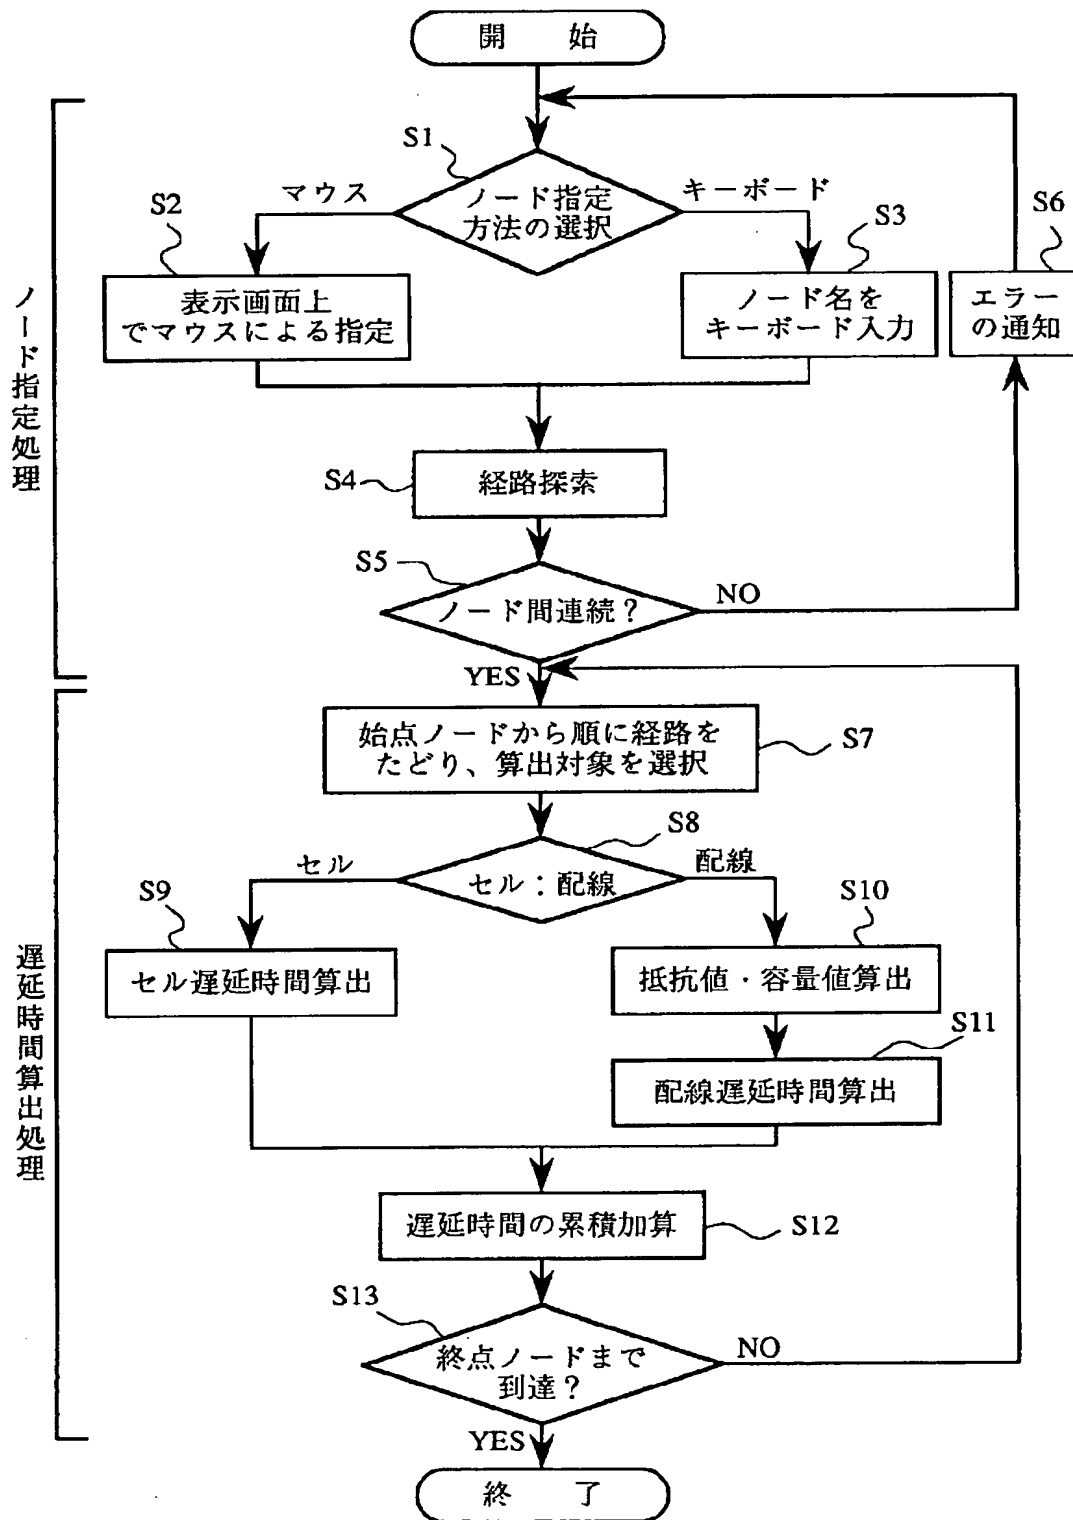 開 始
S1
マウス
ノード指定
方法の選択
キーボード
S2
表示画面上
でマウスによる指定
S3
ノード名を
キーボード入力
S6
エラー
の通知
ノード指定処理
S4
経路探索
S5
ノード間連続?
NO
YES
始点ノードから順に経路を
たどり、算出対象を選択
S7
S8
セル
セル:配線
配線
S9
セル遅延時間算出
S10
抵抗値・容量値算出
S11
配線遅延時間算出
遅延時間算出処理
遅延時間の累積加算
S12
S13
終点ノードまで
到達?
NO
YES
終 了